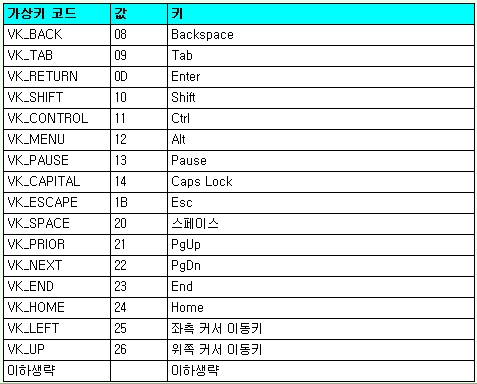 가상키 코드 값 키
VK_BACK 08 Backspace
VK_TAB 09 Tab
VK_RETURN 0D Enter
VK_SHIFT 10 Shift
VK_CONTROL 11 Ctrl
VK_MENU 12 Alt
VK_PAUSE 13 Pause
VK_CAPITAL 14 Caps Lock
VK_ESCAPE 1B Esc
VK_SPACE 20 스페이스
VK_PRIOR 21 PgUp
VK_NEXT 22 PgDn
VK_END 23 End
VK_HOME 24 Home
VK_LEFT 25 좌측 커서 이동키
VK_UP 26 위쪽 커서 이동키
이하생략 이하생략